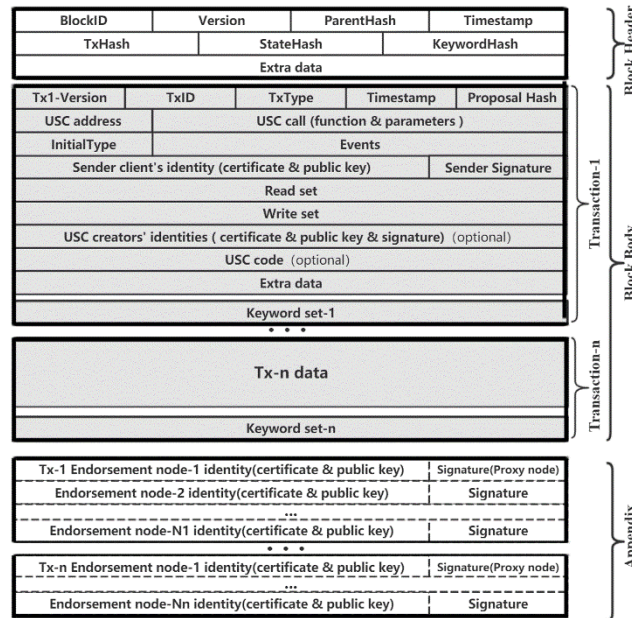 BlockID Version ParentHash Timestamp
TxHash StateHash KeywordHash
Extra data
Block Header
Tx1-Version TxID TxType Timestamp Proposal Hash
USC address USC call (function & parameters )
InitialType Events
Sender client's identity (certificate & public key) Sender Signature
Read set
Write set
USC creators' identities ( certificate & public key & signature) (optional)
USC code (optional)
Extra data
Keyword set-1
Transaction-1
• • •
Tx-n data
Keyword set-n
Transaction-n
Block Body
Tx-1 Endorsement node-1 identity(certificate & public key) Signature(Proxy node)
Endorsement node-2 identity(certificate & public key) Signature
...
Endorsement node-N1 identity(certificate & public key) Signature
• • •
Tx-n Endorsement node-1 identity(certificate & public key) Signature(Proxy node)
...
Endorsement node-Nn identity(certificate & public key) Signature
Appendix